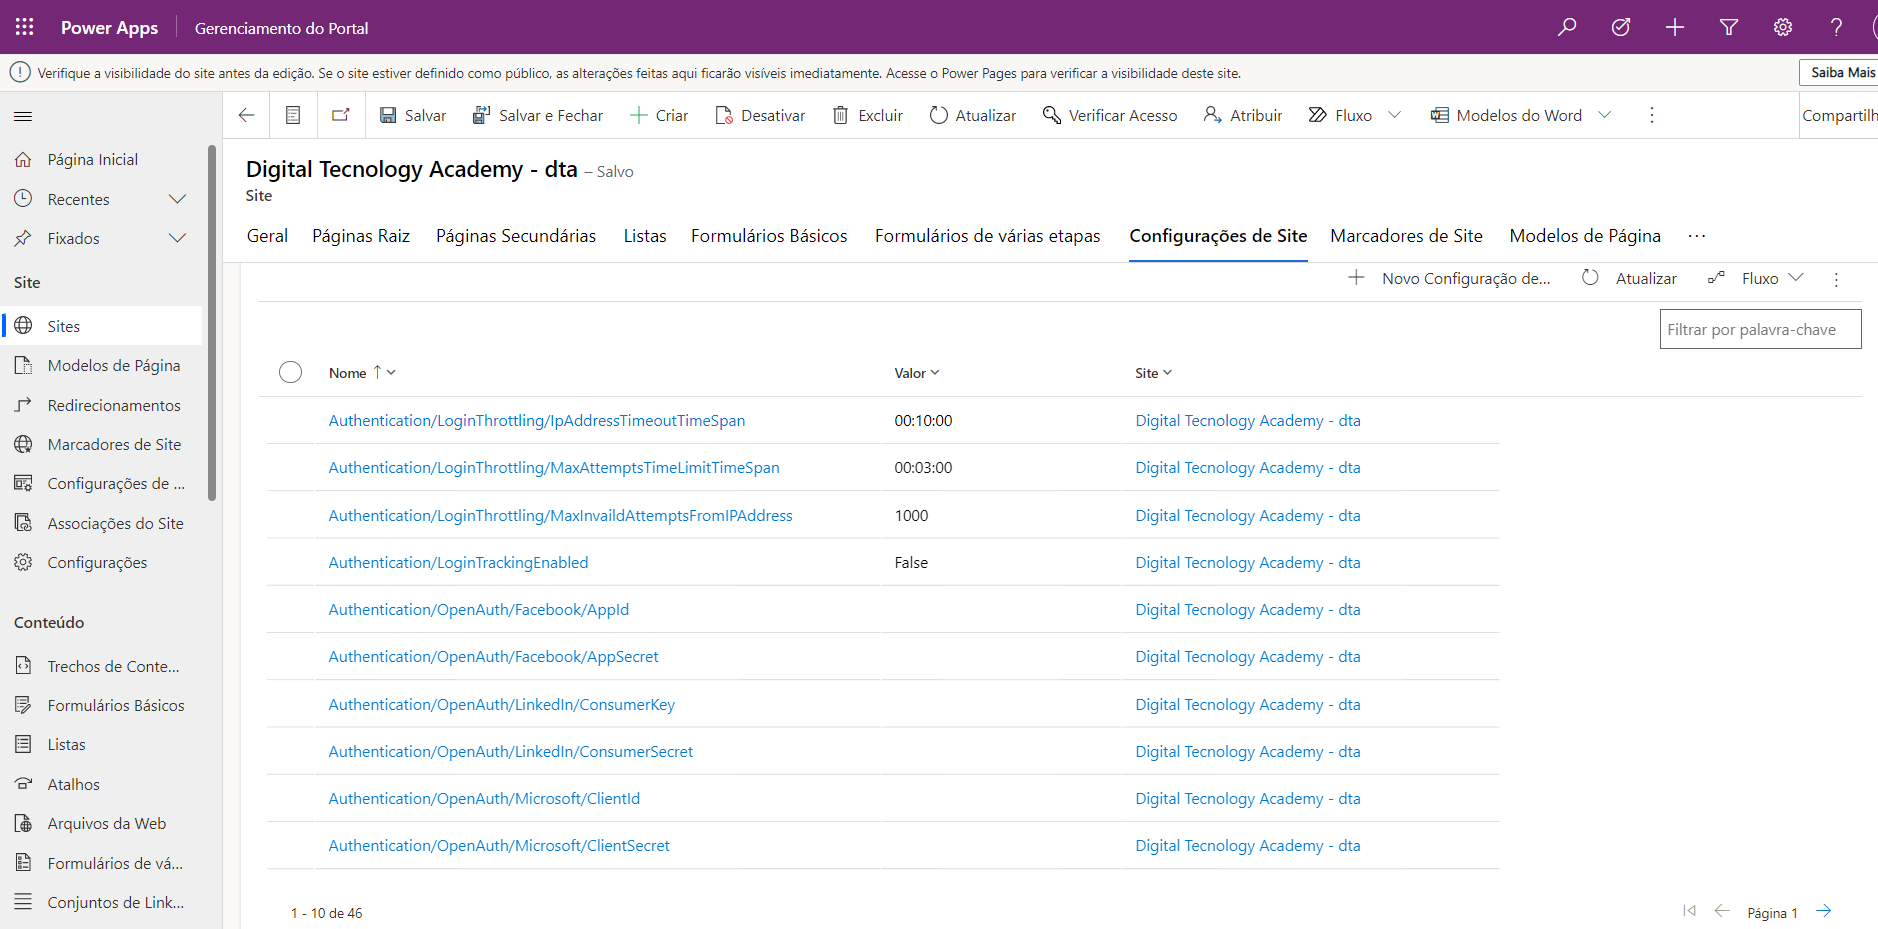 Power Apps
Gerenciamento do Portal
Verifique a visibilidade do site antes da edição. Se o site estiver definido como público, as alterações feitas aqui ficarão visíveis imediatamente. Acesse o Power Pages para verificar a visibilidade deste site.
Saiba Mais
Salvar
Salvar e Fechar
Criar
Desativar
Excluir
Atualizar
Verificar Acesso
Atribuir
Fluxo
Modelos do Word
Compartilh
Página Inicial
Recentes
Fixados
Site
Sites
Modelos de Página
Redirecionamentos
Marcadores de Site
Configurações de ...
Associações do Site
Configurações
Conteúdo
Trechos de Conte...
Formulários Básicos
Listas
Atalhos
Arquivos da Web
Formulários de vá...
Conjuntos de Link...
Digital Tecnology Academy - dta – Salvo
Site
Geral
Páginas Raiz
Páginas Secundárias
Listas
Formulários Básicos
Formulários de várias etapas
Configurações de Site
Marcadores de Site
Modelos de Página
Novo Configuração de...
Atualizar
Fluxo
Filtrar por palavra-chave
Nome Valor Site
Authentication/LoginThrottling/IpAddressTimeoutTimeSpan 00:10:00 Digital Tecnology Academy - dta
Authentication/LoginThrottling/MaxAttemptsTimeLimitTimeSpan 00:03:00 Digital Tecnology Academy - dta
Authentication/LoginThrottling/MaxInvaildAttemptsFromIPAddress 1000 Digital Tecnology Academy - dta
Authentication/LoginTrackingEnabled False Digital Tecnology Academy - dta
Authentication/OpenAuth/Facebook/AppId Digital Tecnology Academy - dta
Authentication/OpenAuth/Facebook/AppSecret Digital Tecnology Academy - dta
Authentication/OpenAuth/LinkedIn/ConsumerKey Digital Tecnology Academy - dta
Authentication/OpenAuth/LinkedIn/ConsumerSecret Digital Tecnology Academy - dta
Authentication/OpenAuth/Microsoft/ClientId Digital Tecnology Academy - dta
Authentication/OpenAuth/Microsoft/ClientSecret Digital Tecnology Academy - dta
1 - 10 de 46
Página 1